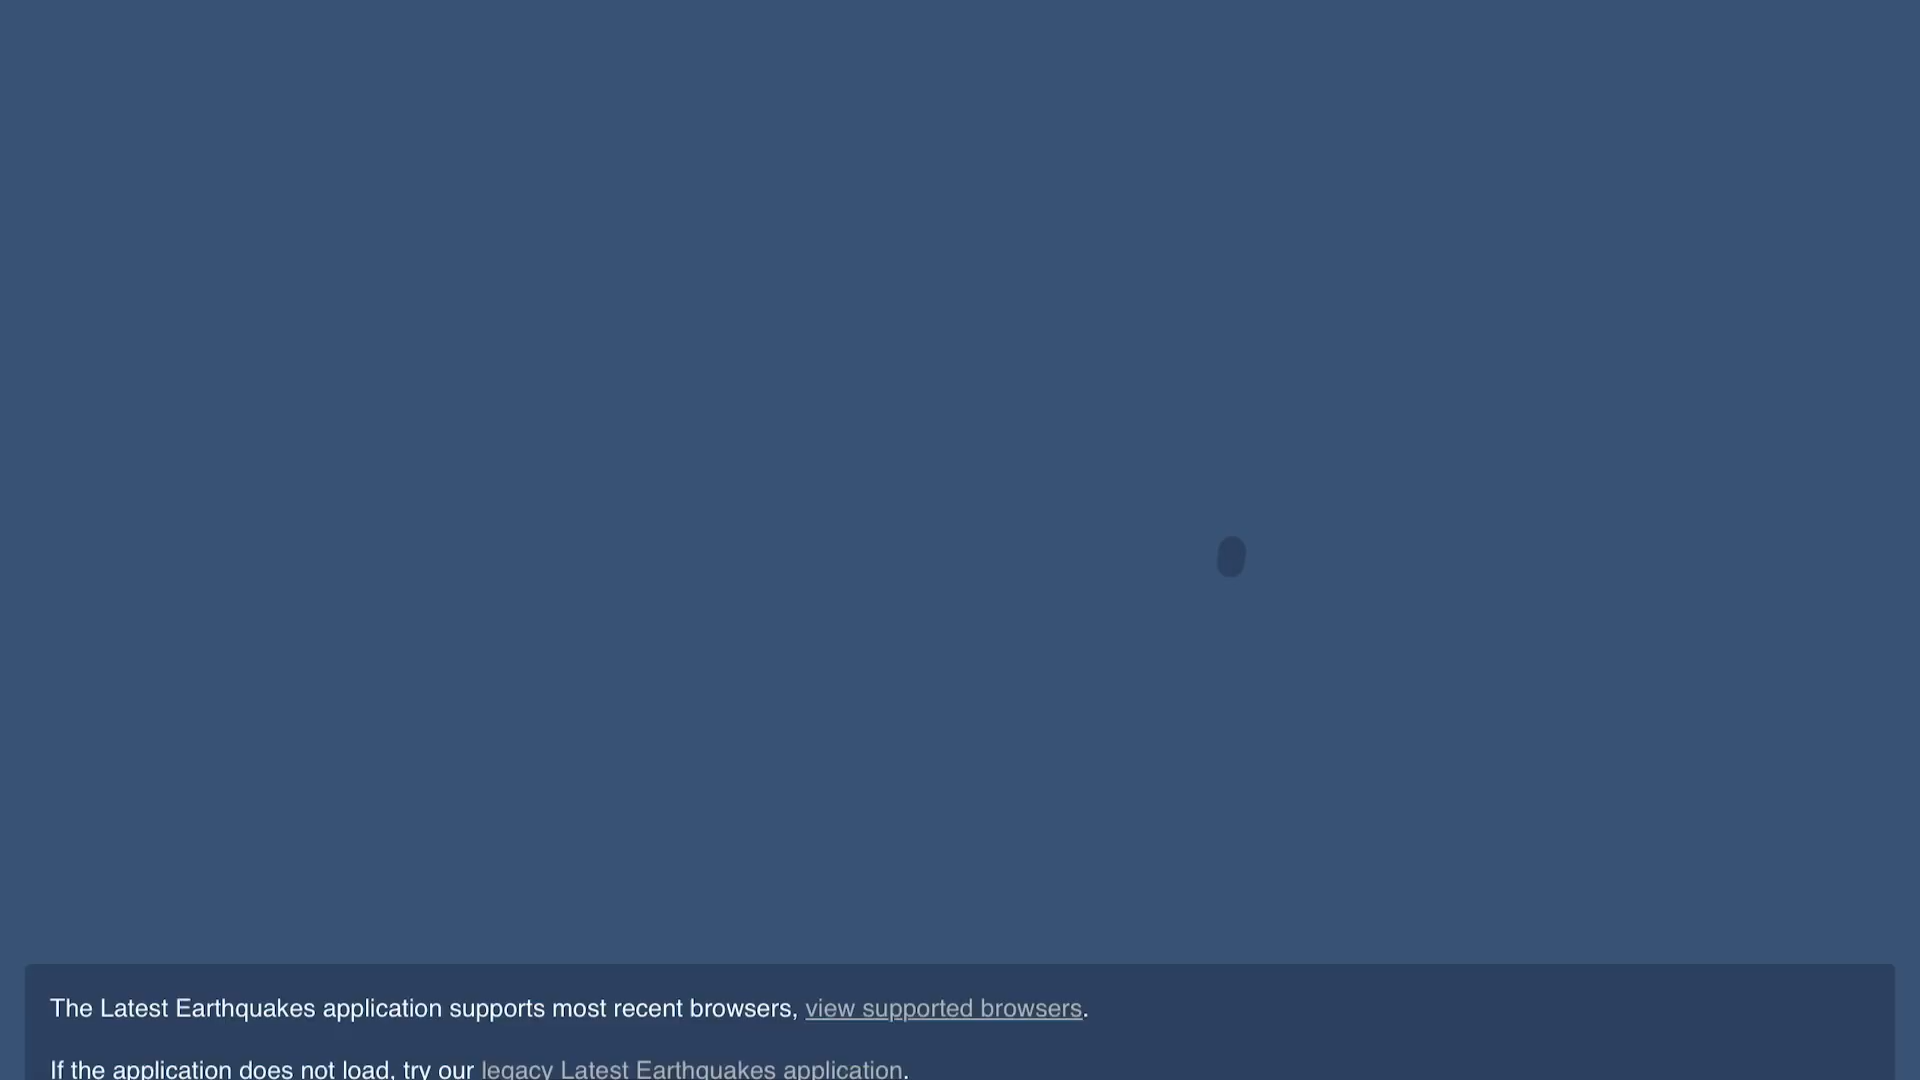 The Latest Earthquakes application supports most recent browsers, view supported browsers.
If the application does not load, try our legacy Latest Earthquakes application.